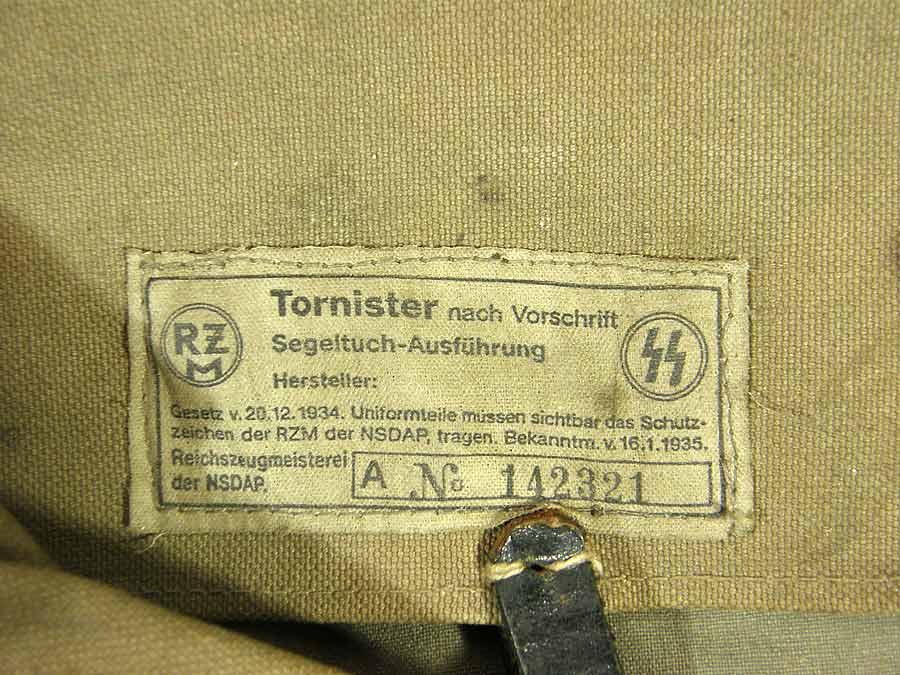 RZM
Tornister nach Vorschrift
SS
Segeltuch-Ausführung
Hersteller:
Gesetz v. 20.12.1934. Uniformteile müssen sichtbar das Schutz-
zeichen der RZM der NSDAP, tragen. Bekanntm. v. 16.1.1935.
Reichszeugmeisterei
der NSDAP.
A No 142321